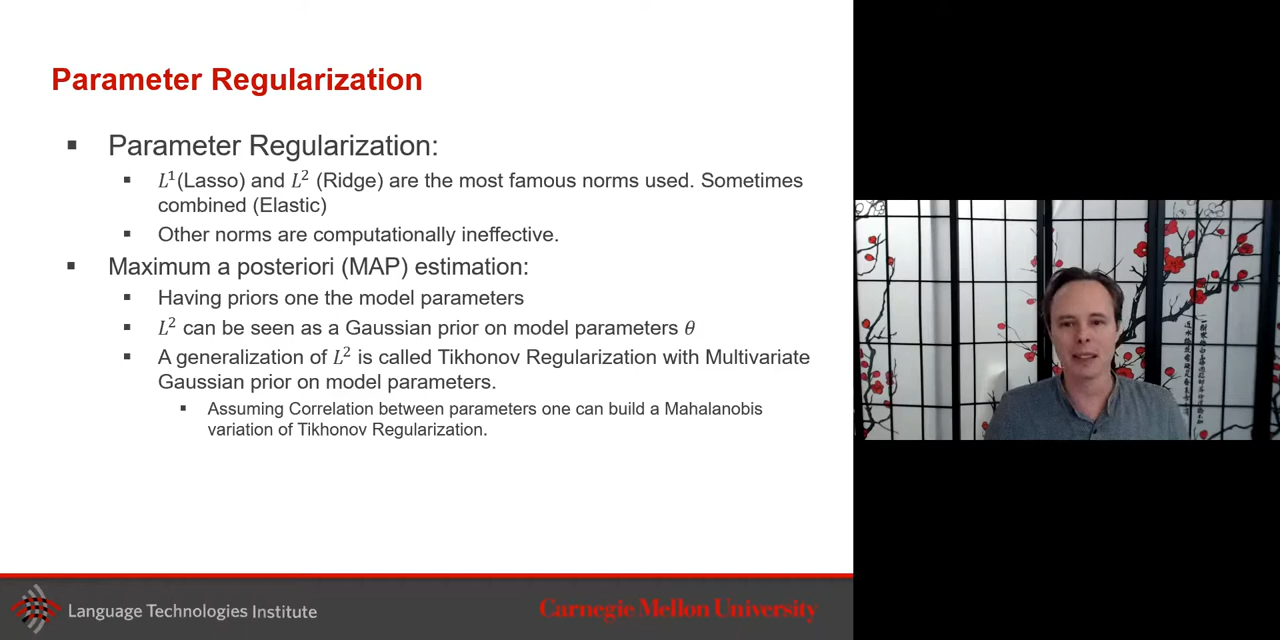 Parameter Regularization
▪ Parameter Regularization:
▪ L¹(Lasso) and L² (Ridge) are the most famous norms used. Sometimes
combined (Elastic)
▪ Other norms are computationally ineffective.
▪ Maximum a posteriori (MAP) estimation:
▪ Having priors one the model parameters
▪ L² can be seen as a Gaussian prior on model parameters θ
▪ A generalization of L² is called Tikhonov Regularization with Multivariate
Gaussian prior on model parameters.
▪ Assuming Correlation between parameters one can build a Mahalanobis
variation of Tikhonov Regularization.
Language Technologies Institute
Carnegie Mellon University